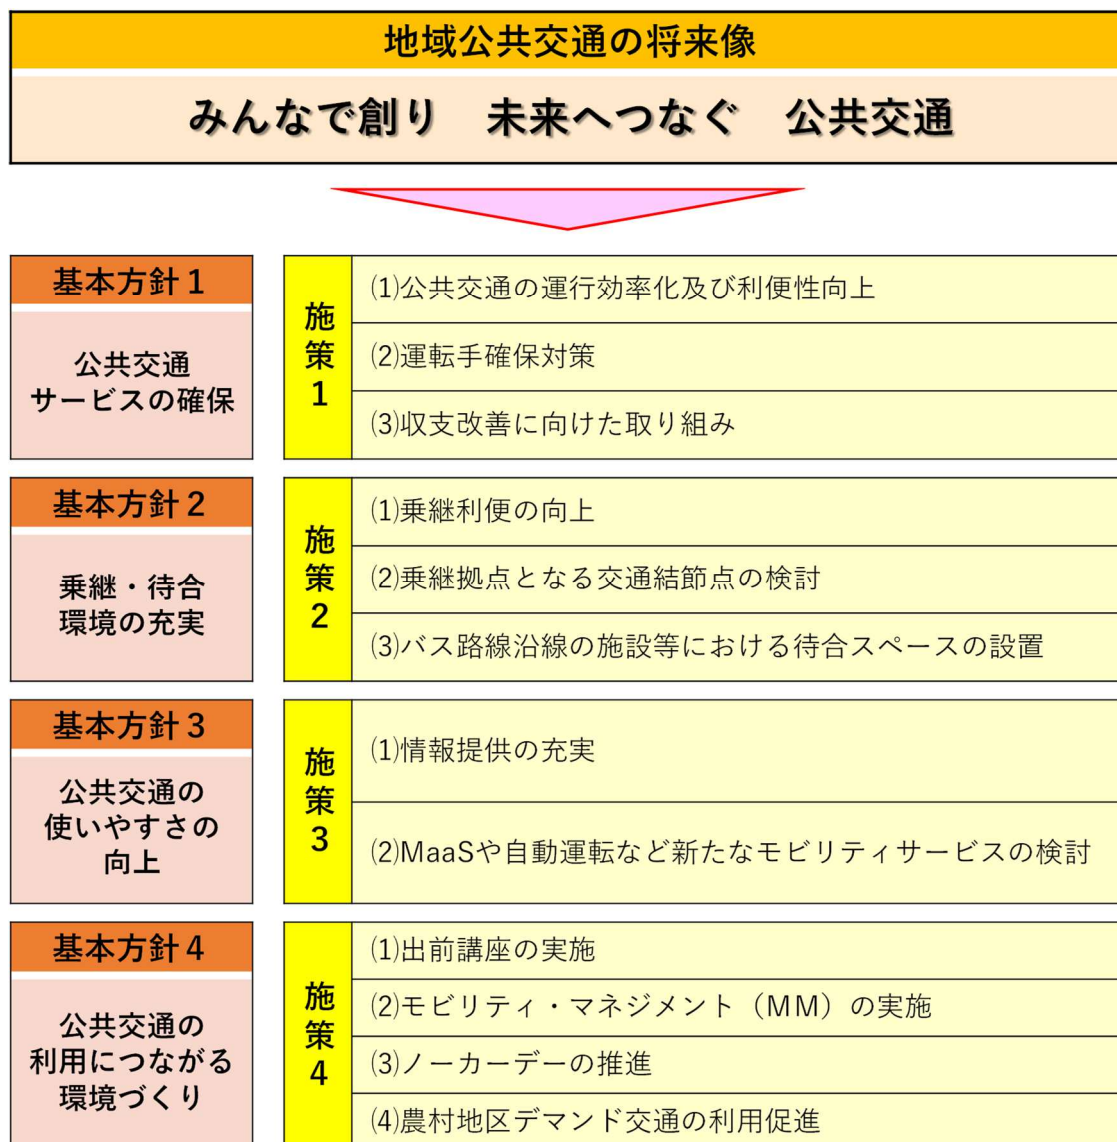 地域公共交通の将来像
みんなで創り　未来へつなぐ　公共交通
基本方針1
公共交通
サービスの確保
施策1
⑴公共交通の運行効率化及び利便性向上
⑵運転手確保対策
⑶収支改善に向けた取り組み
基本方針2
乗継・待合
環境の充実
施策2
⑴乗継利便の向上
⑵乗継拠点となる交通結節点の検討
⑶バス路線沿線の施設等における待合スペースの設置
基本方針3
公共交通の
使いやすさの
向上
施策3
⑴情報提供の充実
⑵MaaSや自動運転など新たなモビリティサービスの検討
基本方針4
公共交通の
利用につながる
環境づくり
施策4
⑴出前講座の実施
⑵モビリティ・マネジメント（MM）の実施
⑶ノーカーデーの推進
⑷農村地区デマンド交通の利用促進